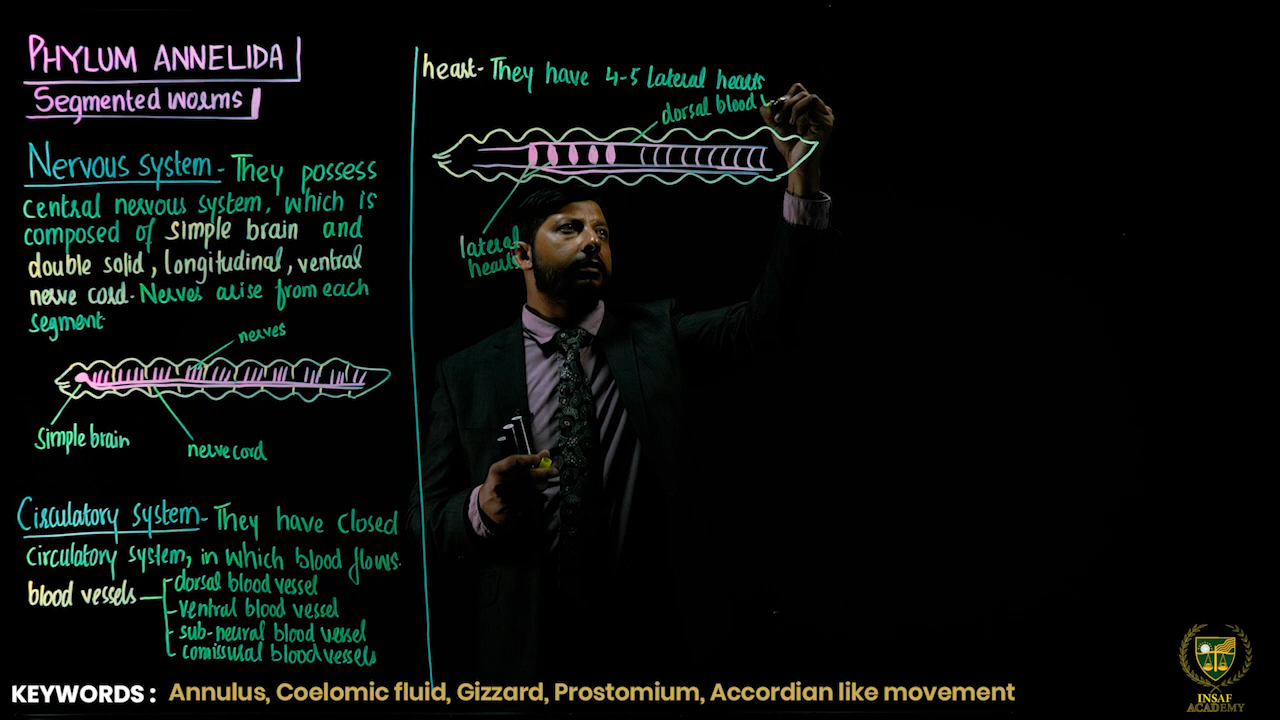 PHYLUM ANNELIDA
Segmented worms
Nervous system - They possess
central nervous system, which is
composed of simple brain and
double solid, longitudinal, ventral
nerve cord. Nerves arise from each
segment
nerves
Simple brain
nerve cord
Circulatory system - They have closed
circulatory system, in which blood flows.
blood vessels
dorsal blood vessel
ventral blood vessel
sub-neural blood vessel
comissural blood vessels
heart - They have 4-5 lateral hearts
dorsal blood
lateral
hearts
KEYWORDS : Annulus, Coelomic fluid, Gizzard, Prostomium, Accordian like movement
INSAF
ACADEMY